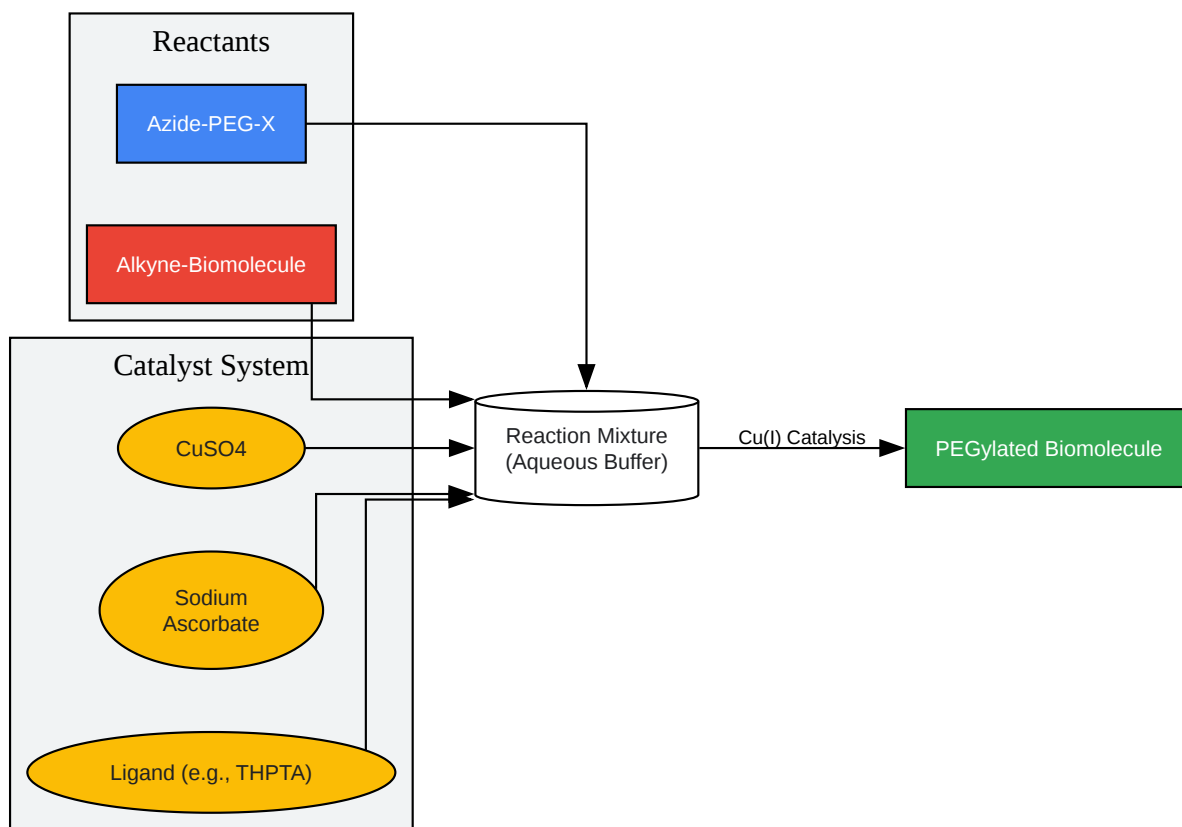 Reactants
Azide-PEG-X
Alkyne-Biomolecule
Catalyst System
CuSO4
Sodium
Ascorbate
Ligand (e.g., THPTA)
Reaction Mixture
(Aqueous Buffer)
Cu(I) Catalysis
PEGylated Biomolecule